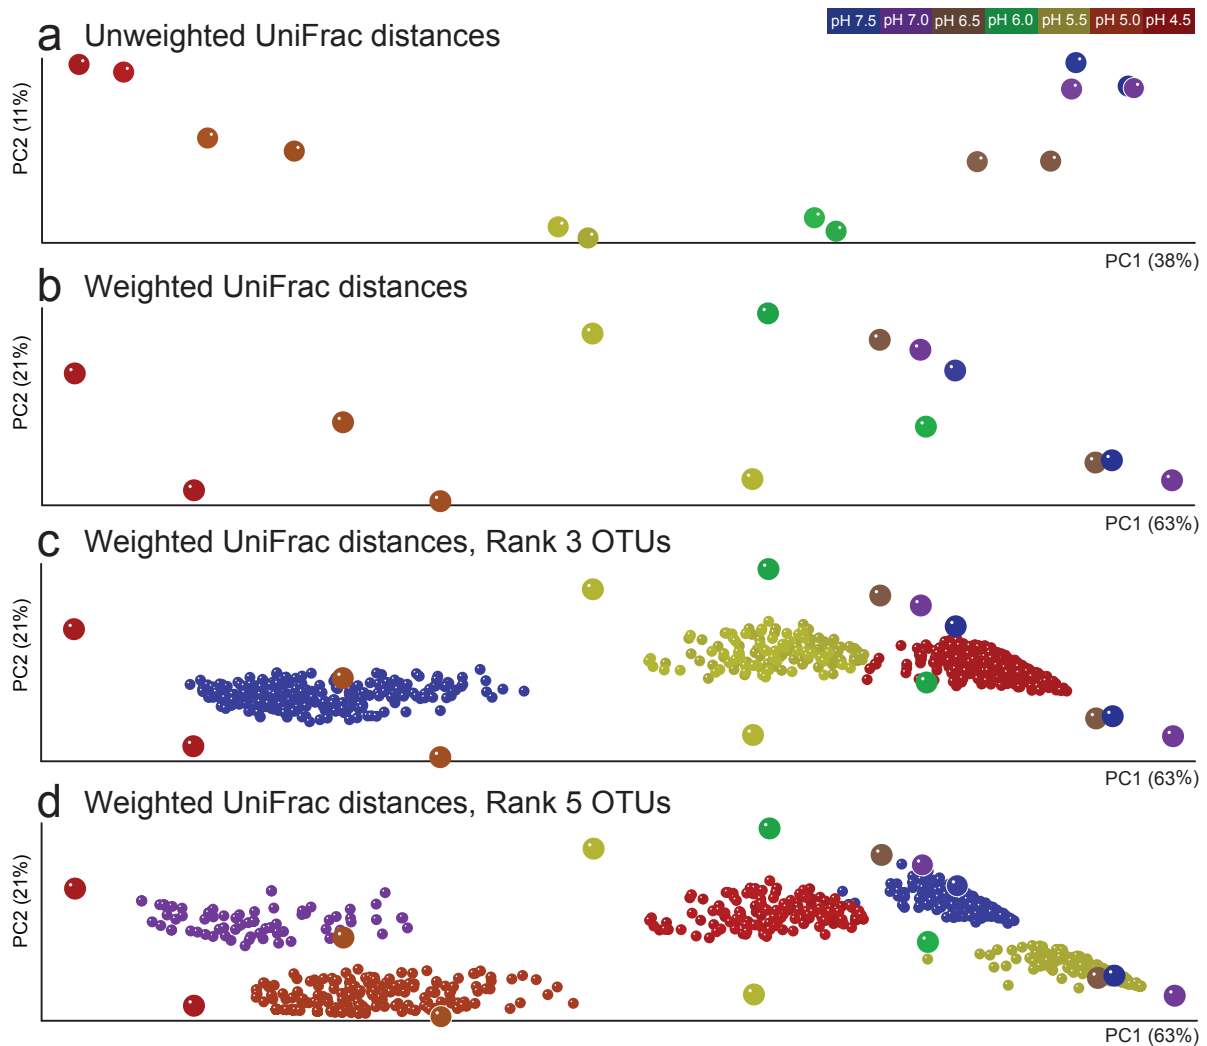 a Unweighted UniFrac distances
pH 7.5 pH 7.0 pH 6.5 pH 6.0 pH 5.5 pH 5.0 pH 4.5
PC2 (11%)
PC1 (38%)
b Weighted UniFrac distances
PC2 (21%)
PC1 (63%)
c Weighted UniFrac distances, Rank 3 OTUs
PC2 (21%)
PC1 (63%)
d Weighted UniFrac distances, Rank 5 OTUs
PC2 (21%)
PC1 (63%)